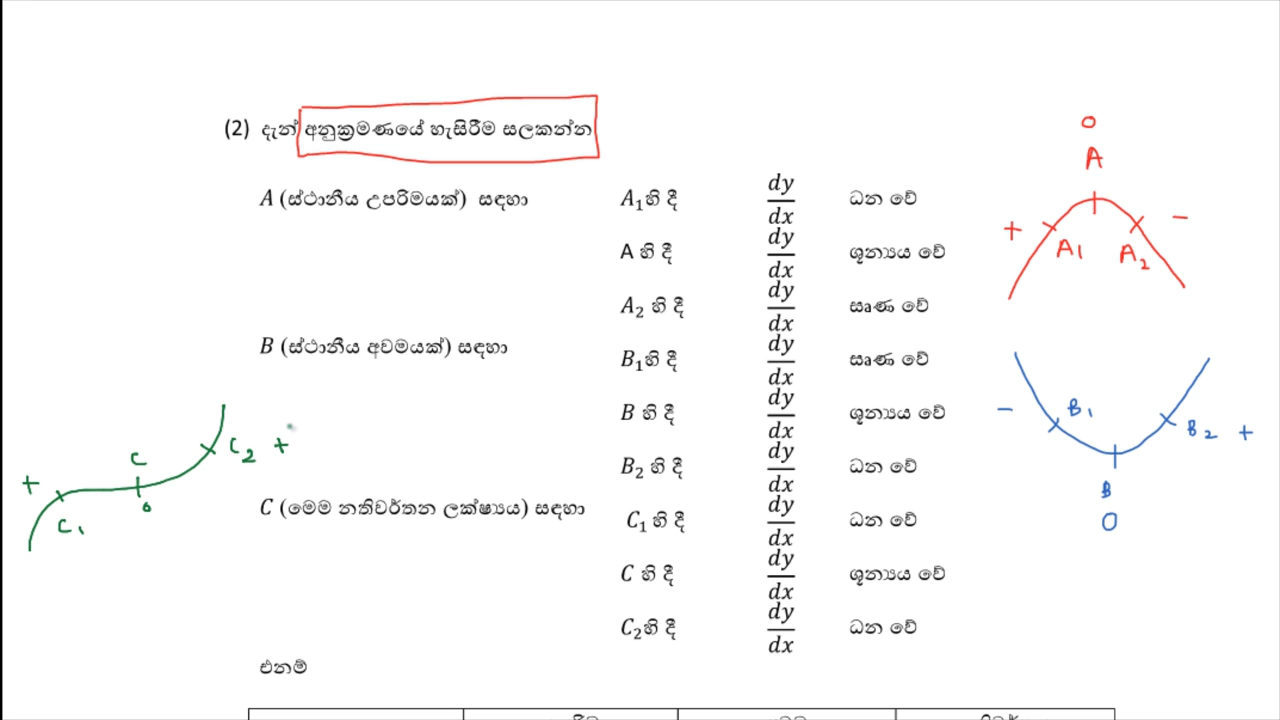 (2) දැන් අනුක්‍රමණයේ හැසිරීම සලකන්න
A (ස්ථානීය උපරිමයක්) සඳහා A₁හි දී dy/dx ධන වේ
A හි දී dy/dx ශූන්‍යය වේ
A₂ හි දී dy/dx සෘණ වේ
B (ස්ථානීය අවමයක්) සඳහා B₁හි දී dy/dx සෘණ වේ
B හි දී dy/dx ශූන්‍යය වේ
B₂ හි දී dy/dx ධන වේ
C (මෙම නතිවර්තන ලක්ෂ්‍යය) සඳහා C₁ හි දී dy/dx ධන වේ
C හි දී dy/dx ශූන්‍යය වේ
C₂හි දී dy/dx ධන වේ
එනම්
0
A
+ A₁ A₂ -
- B₁ B₂ +
B
0
C C₂ +
+ C₁ 0